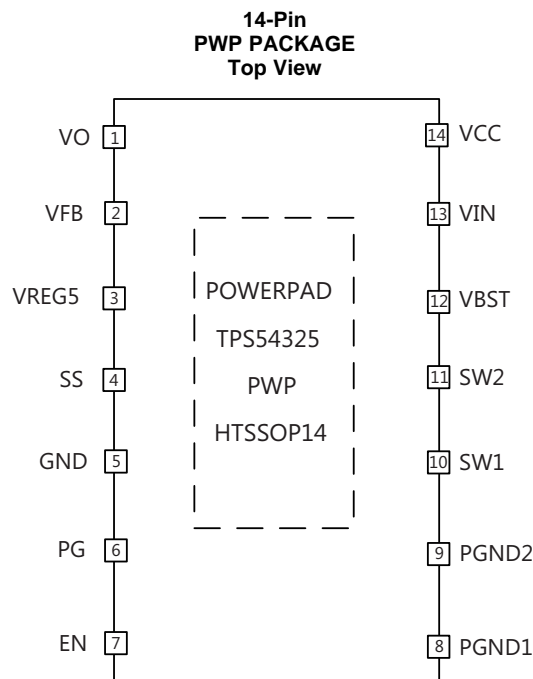 14-Pin
PWP PACKAGE
Top View
VO 1
14 VCC
VFB 2
13 VIN
VREG5 3
12 VBST
SS 4
11 SW2
GND 5
10 SW1
PG 6
9 PGND2
EN 7
8 PGND1
POWERPAD
TPS54325
PWP
HTSSOP14